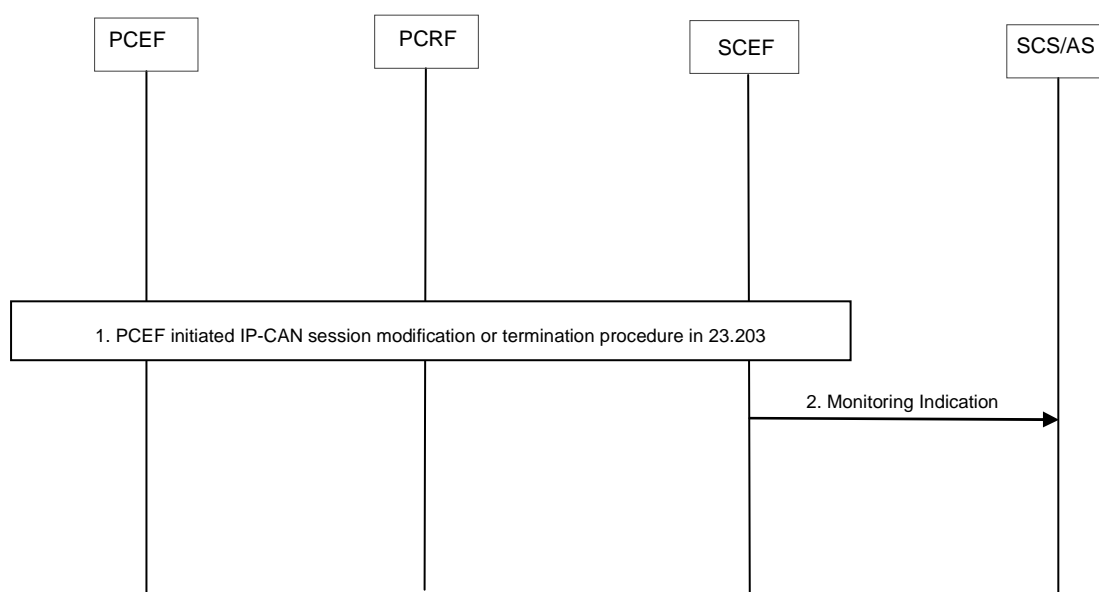 PCEF
PCRF
SCEF
SCS/AS
1. PCEF initiated IP-CAN session modification or termination procedure in 23.203
2. Monitoring Indication